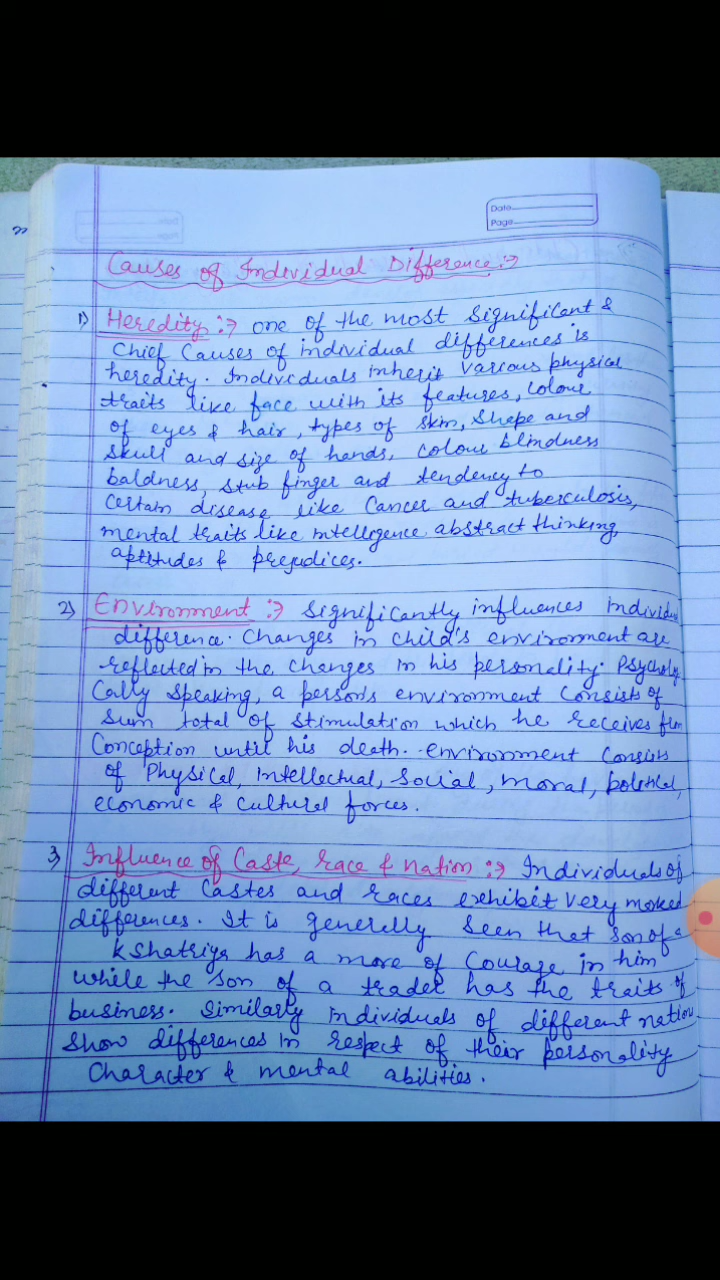 Date
Page
Causes of Individual Difference :→
1) Heredity :→ one of the most significant &
Chief Causes of individual differences is
heredity. Individuals inherit various physical
traits like face with its features, colour
of eyes & hair, types of skin, shape and
skull and size of hands, colour blindness
baldness, stub finger and tendency to
certain disease like Cancer and tuberculosis,
mental traits like intelligence, abstract thinking,
aptitudes & prejudices.
2) Environment :→ significantly influences individu
difference. Changes in child's environment are
reflected in the changes in his personality. Psycholgi
Cally speaking, a person's environment consists of
sum total of stimulation which he receives from
Conception until his death. environment consists
of Physical, intellectual, social, moral, political,
economic & cultural forces.
3) Influence of Caste, race & nation :→ Individuals of
different castes and races exhibit very marked
differences. It is generally seen that son of a
Kshatriya has a more of courage in him
while the son of a trader has the traits of
business. Similarly individuals of different nation
show differences in respect of their personality
Character & mental abilities.